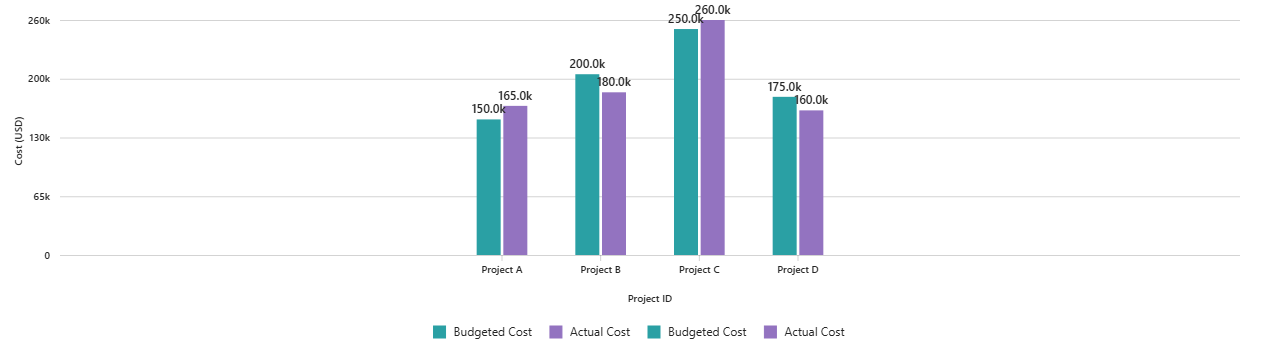 260k
200k
130k
65k
0
Cost (USD)
150.0k
165.0k
200.0k
180.0k
250.0k
260.0k
175.0k
160.0k
Project A Project B Project C Project D
Project ID
Budgeted Cost Actual Cost Budgeted Cost Actual Cost